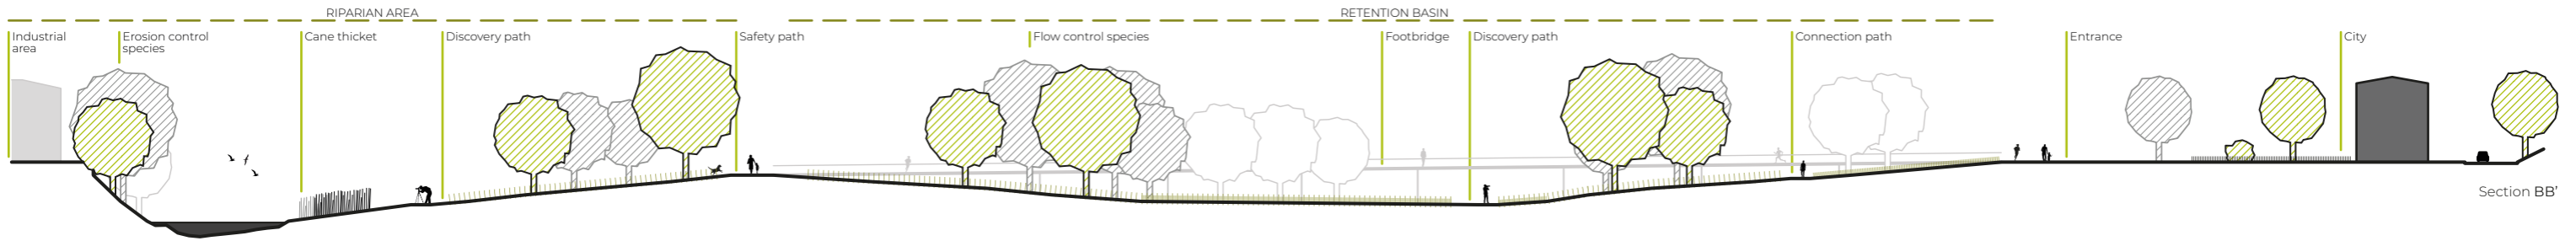 RIPARIAN AREA
RETENTION BASIN
Industrial
area
Erosion control
species
Cane thicket
Discovery path
Safety path
Flow control species
Footbridge
Discovery path
Connection path
Entrance
City
Section BB'